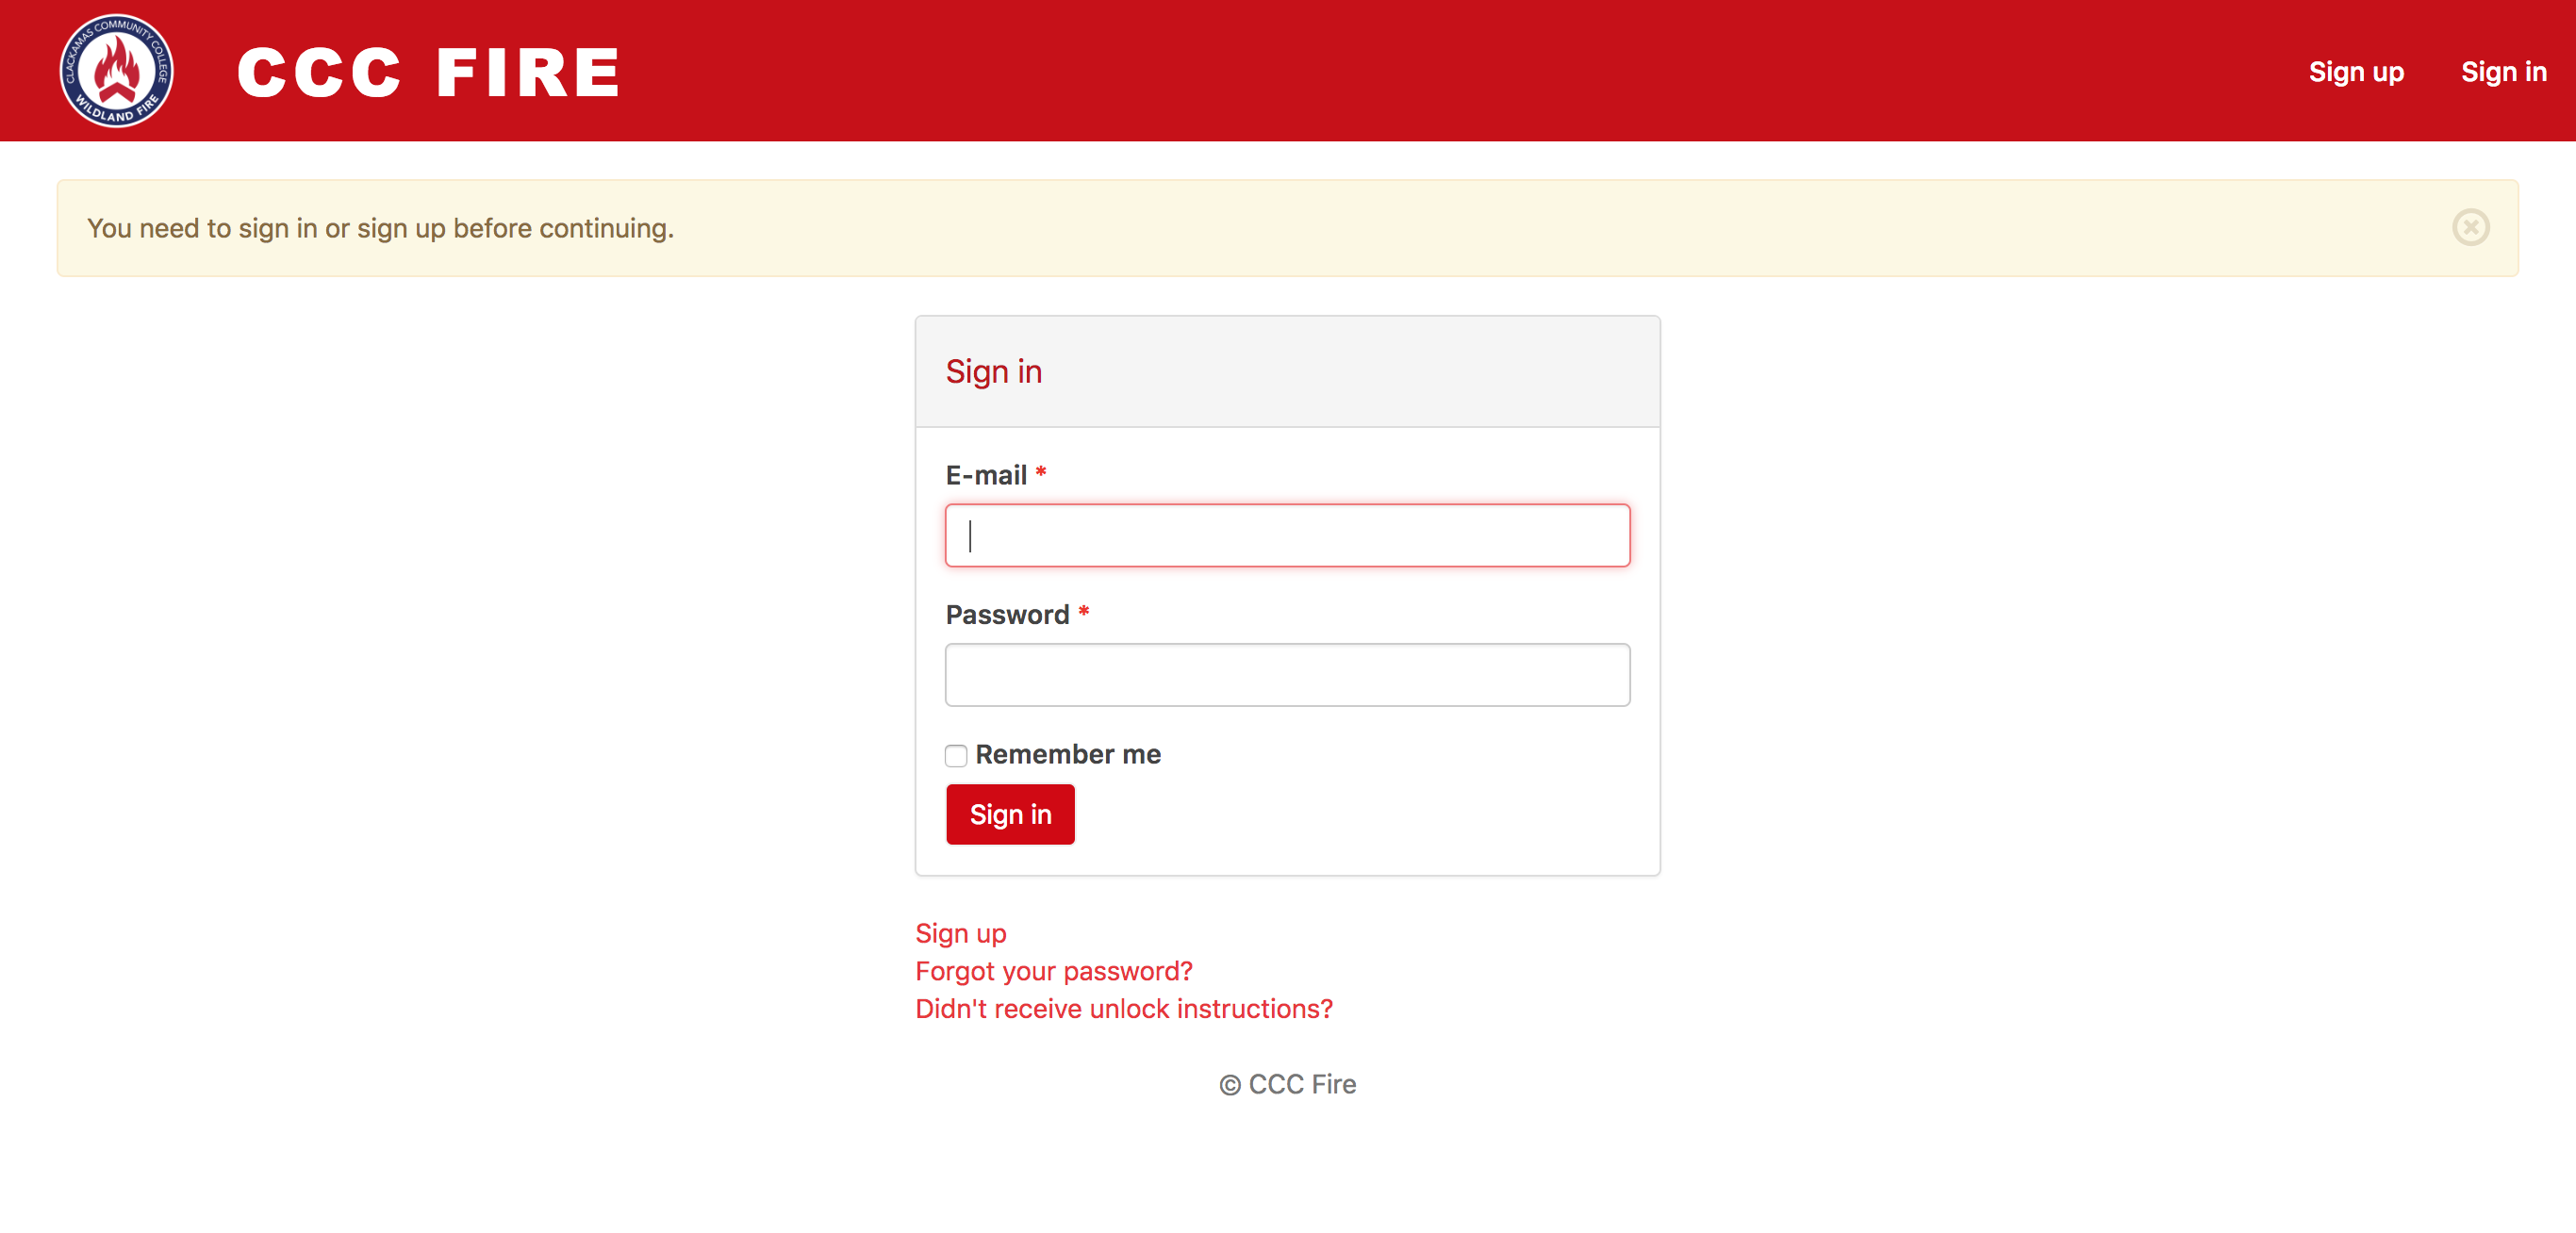 CLACKAMAS COMMUNITY COLLEGE
WILDLAND FIRE
CCC FIRE
Sign up
Sign in
You need to sign in or sign up before continuing.
Sign in
E-mail *
Password *
Remember me
Sign in
Sign up
Forgot your password?
Didn't receive unlock instructions?
© CCC Fire